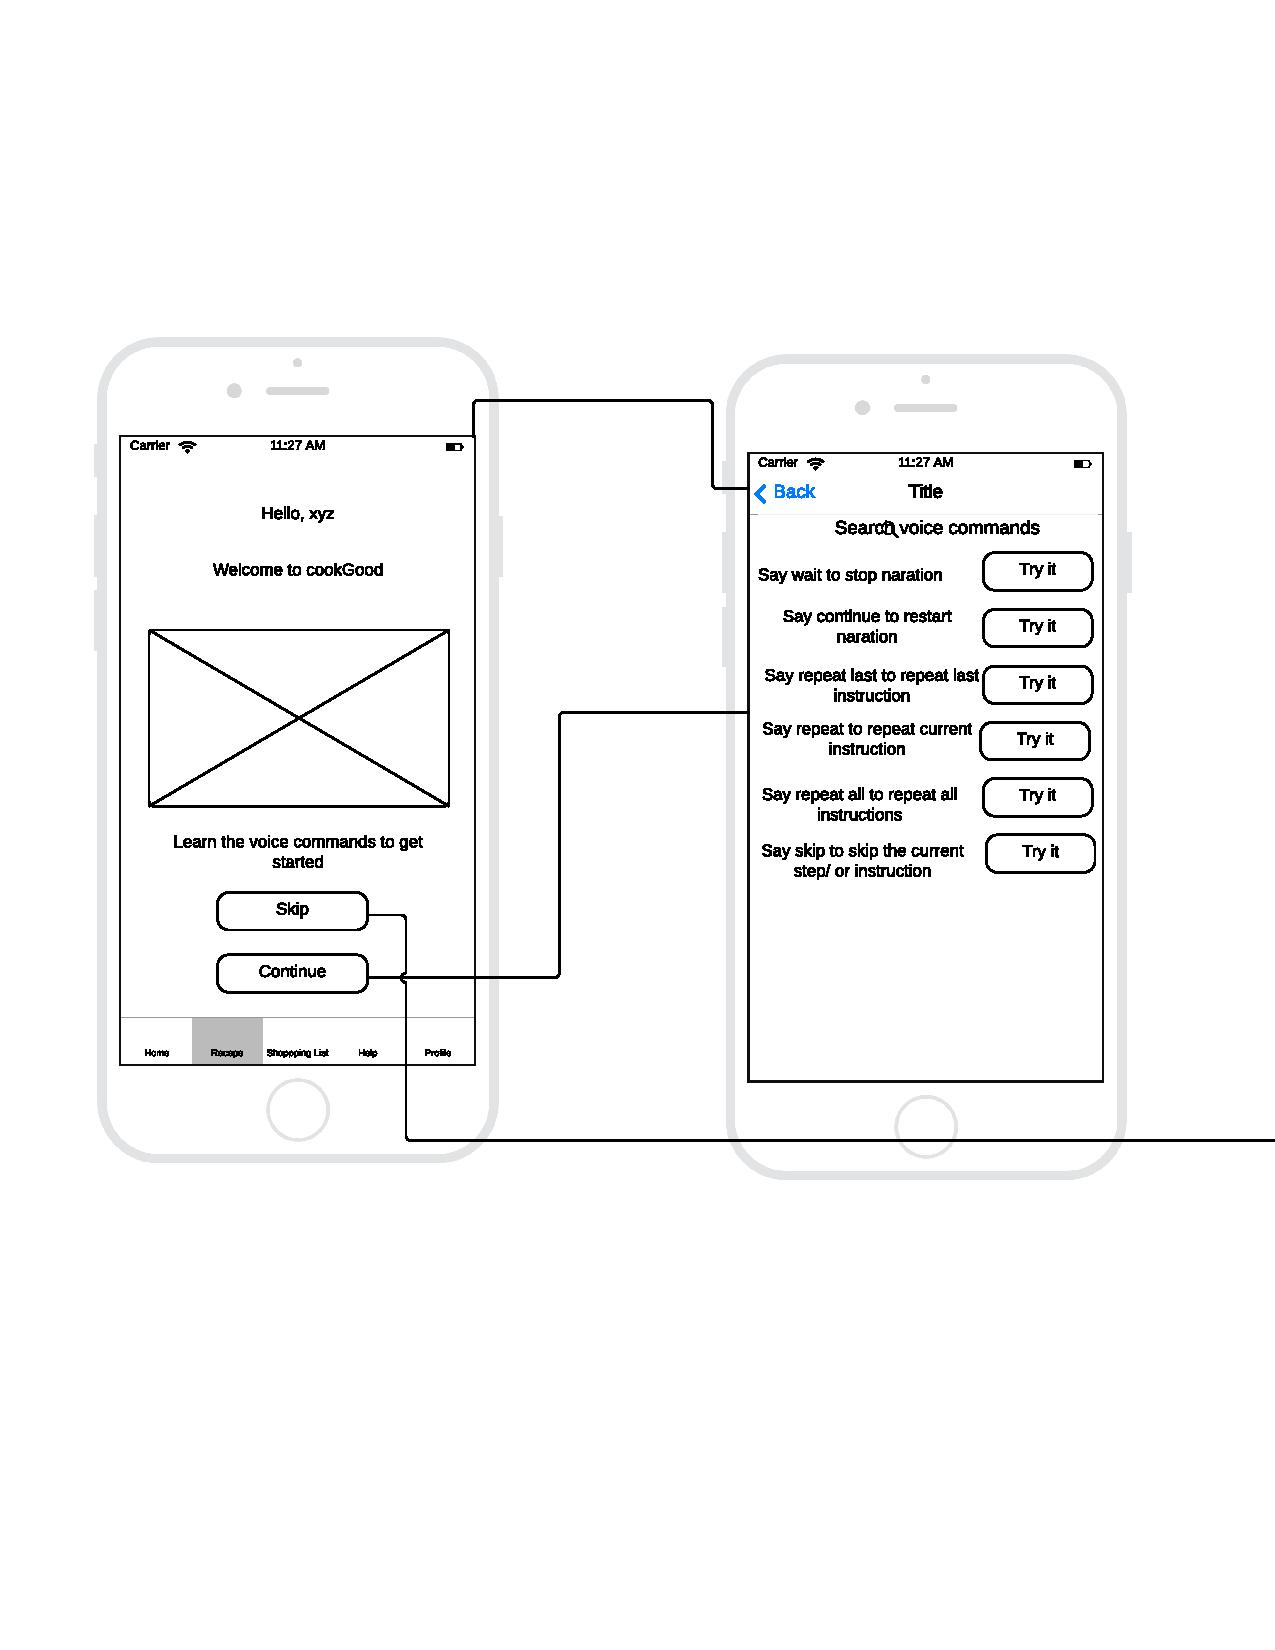 Carrier 11:27 AM
Hello, xyz
Welcome to cookGood
Learn the voice commands to get
started
Skip
Continue
Home Recepe Shoppping List Help Profile
Carrier 11:27 AM
Back Title
Search voice commands
Say wait to stop naration Try it
Say continue to restart
naration
Try it
Say repeat last to repeat last
instruction
Try it
Say repeat to repeat current
instruction
Try it
Say repeat all to repeat all
instructions
Try it
Say skip to skip the current
step/ or instruction
Try it